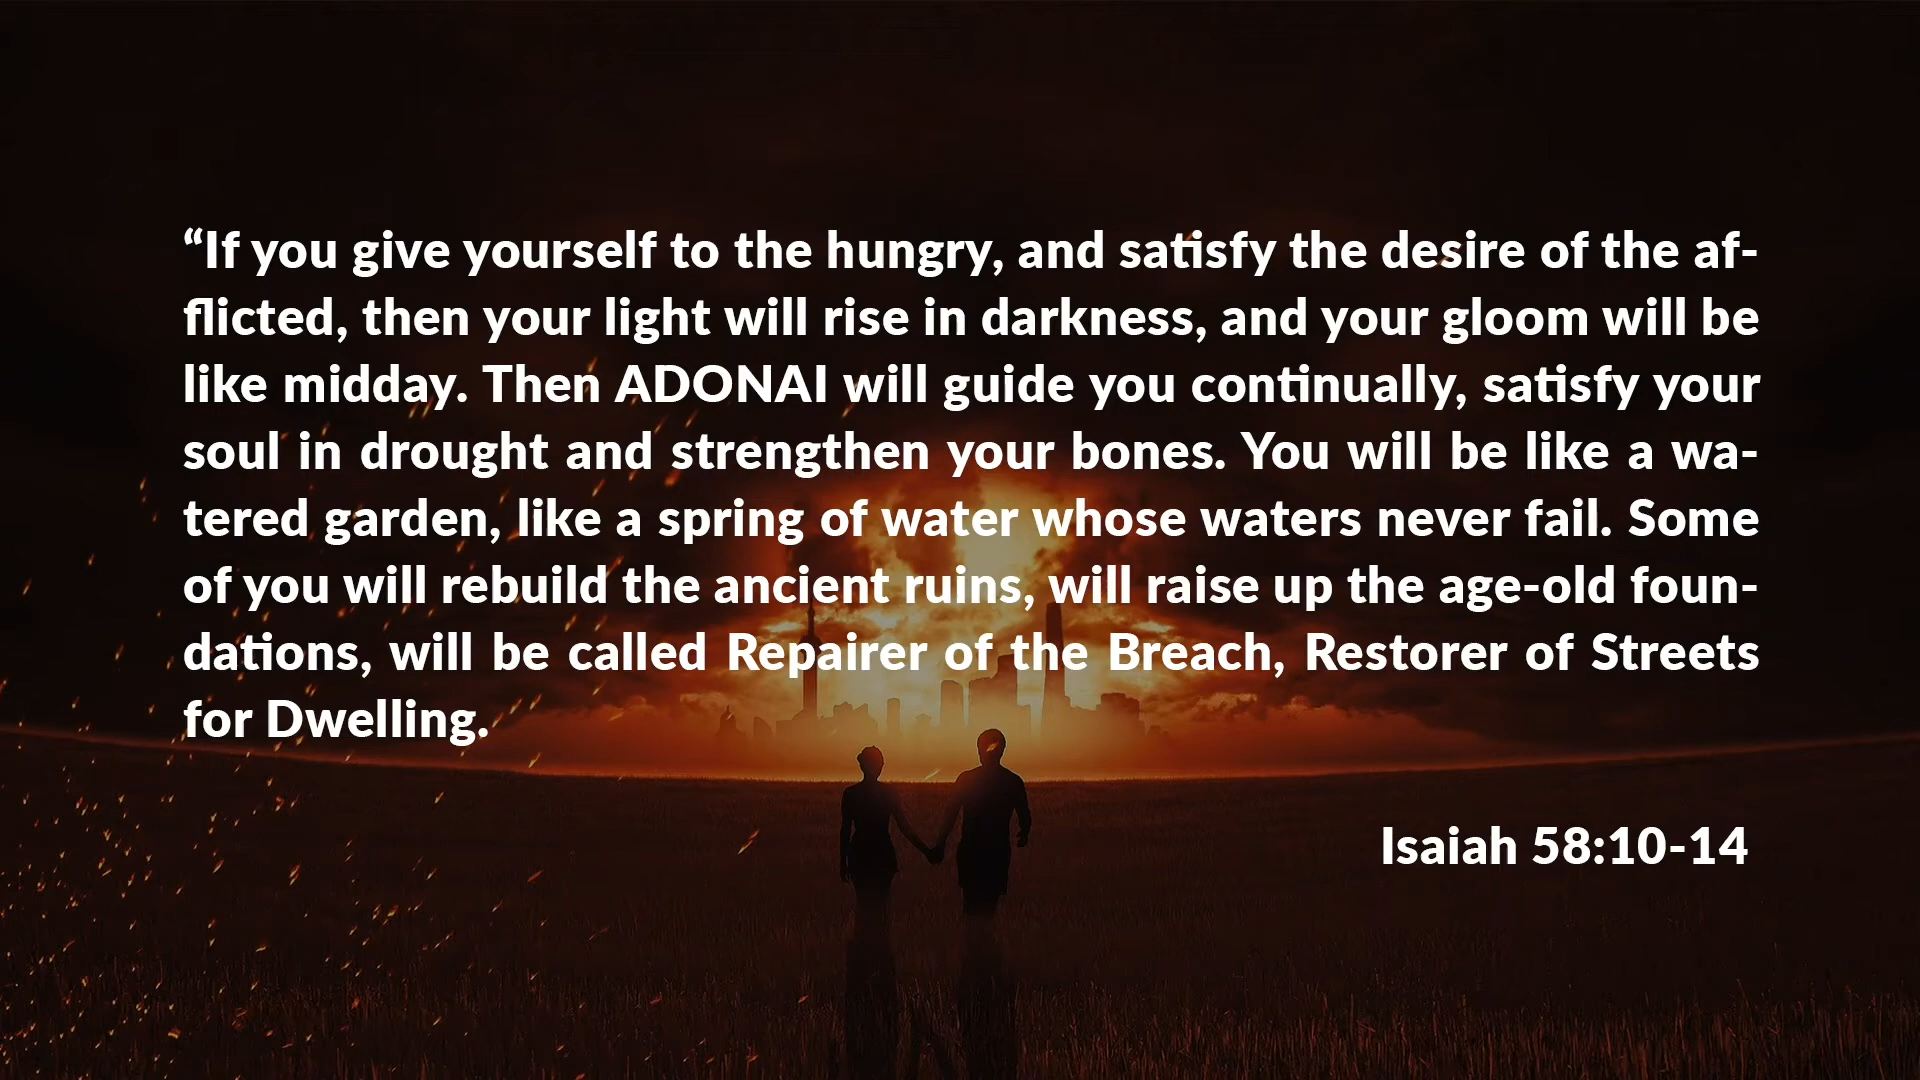 “If you give yourself to the hungry, and satisfy the desire of the af-
flicted, then your light will rise in darkness, and your gloom will be
like midday. Then ADONAI will guide you continually, satisfy your
soul in drought and strengthen your bones. You will be like a wa-
tered garden, like a spring of water whose waters never fail. Some
of you will rebuild the ancient ruins, will raise up the age-old foun-
dations, will be called Repairer of the Breach, Restorer of Streets
for Dwelling.
Isaiah 58:10-14